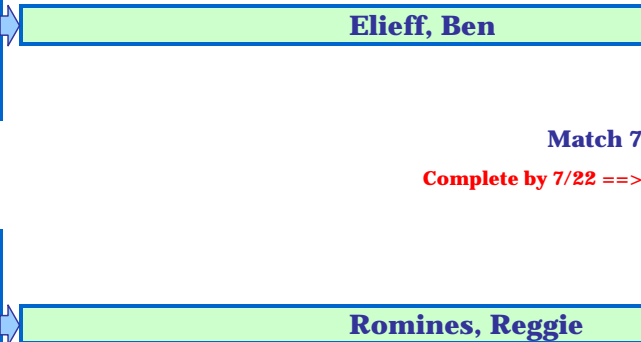 Elieff, Ben
Match 7
Complete by 7/22 ==>
Romines, Reggie